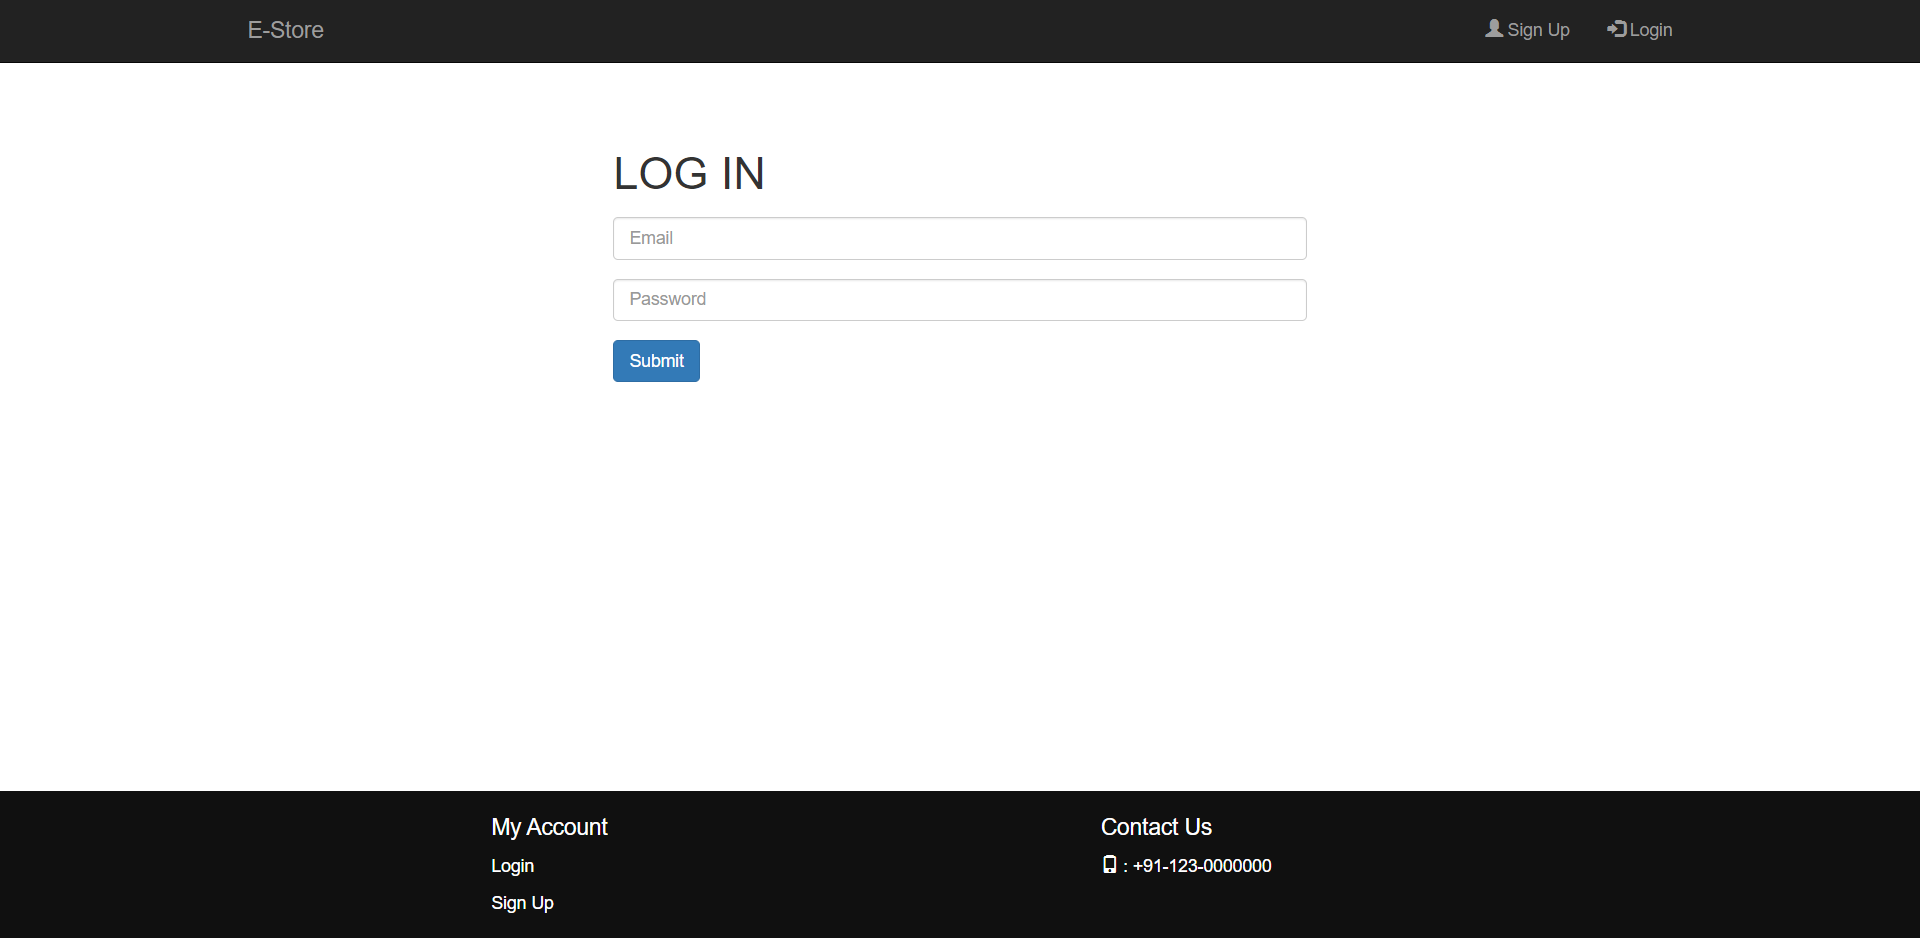 E-Store
Sign Up
Login
LOG IN
Email
Password
Submit
My Account
Login
Sign Up
Contact Us
: +91-123-0000000